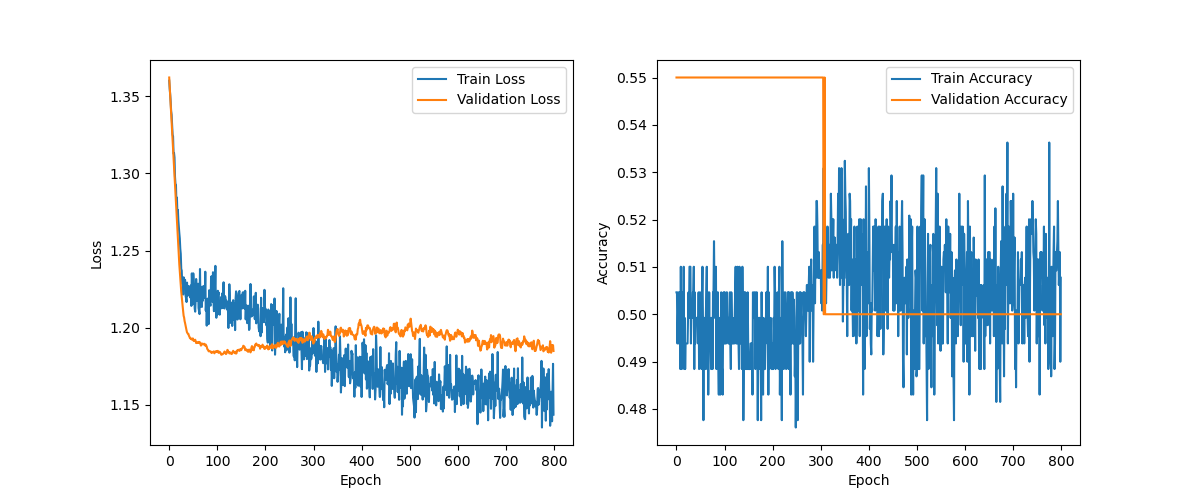 Train Loss
Validation Loss
1.35
1.30
1.25
1.20
1.15
Loss
0 100 200 300 400 500 600 700 800
Epoch
Train Accuracy
Validation Accuracy
0.55
0.54
0.53
0.52
0.51
0.50
0.49
0.48
Accuracy
0 100 200 300 400 500 600 700 800
Epoch